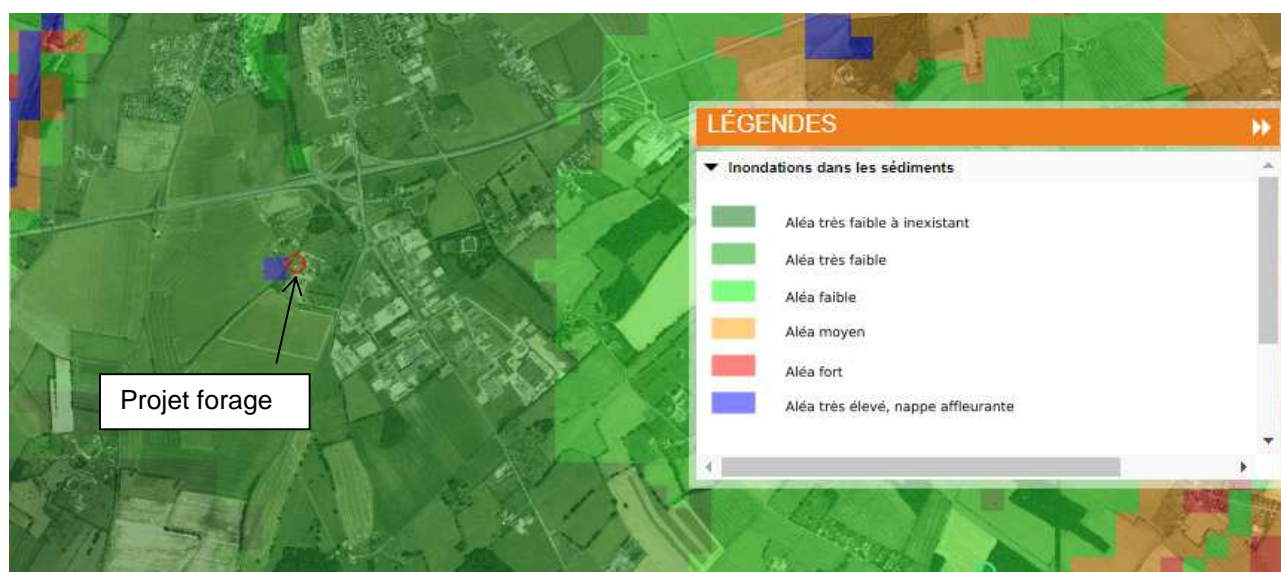 LÉGENDES
Inondations dans les sédiments
Aléa très faible à inexistant
Aléa très faible
Aléa faible
Aléa moyen
Aléa fort
Aléa très élevé, nappe affleurante
Projet forage